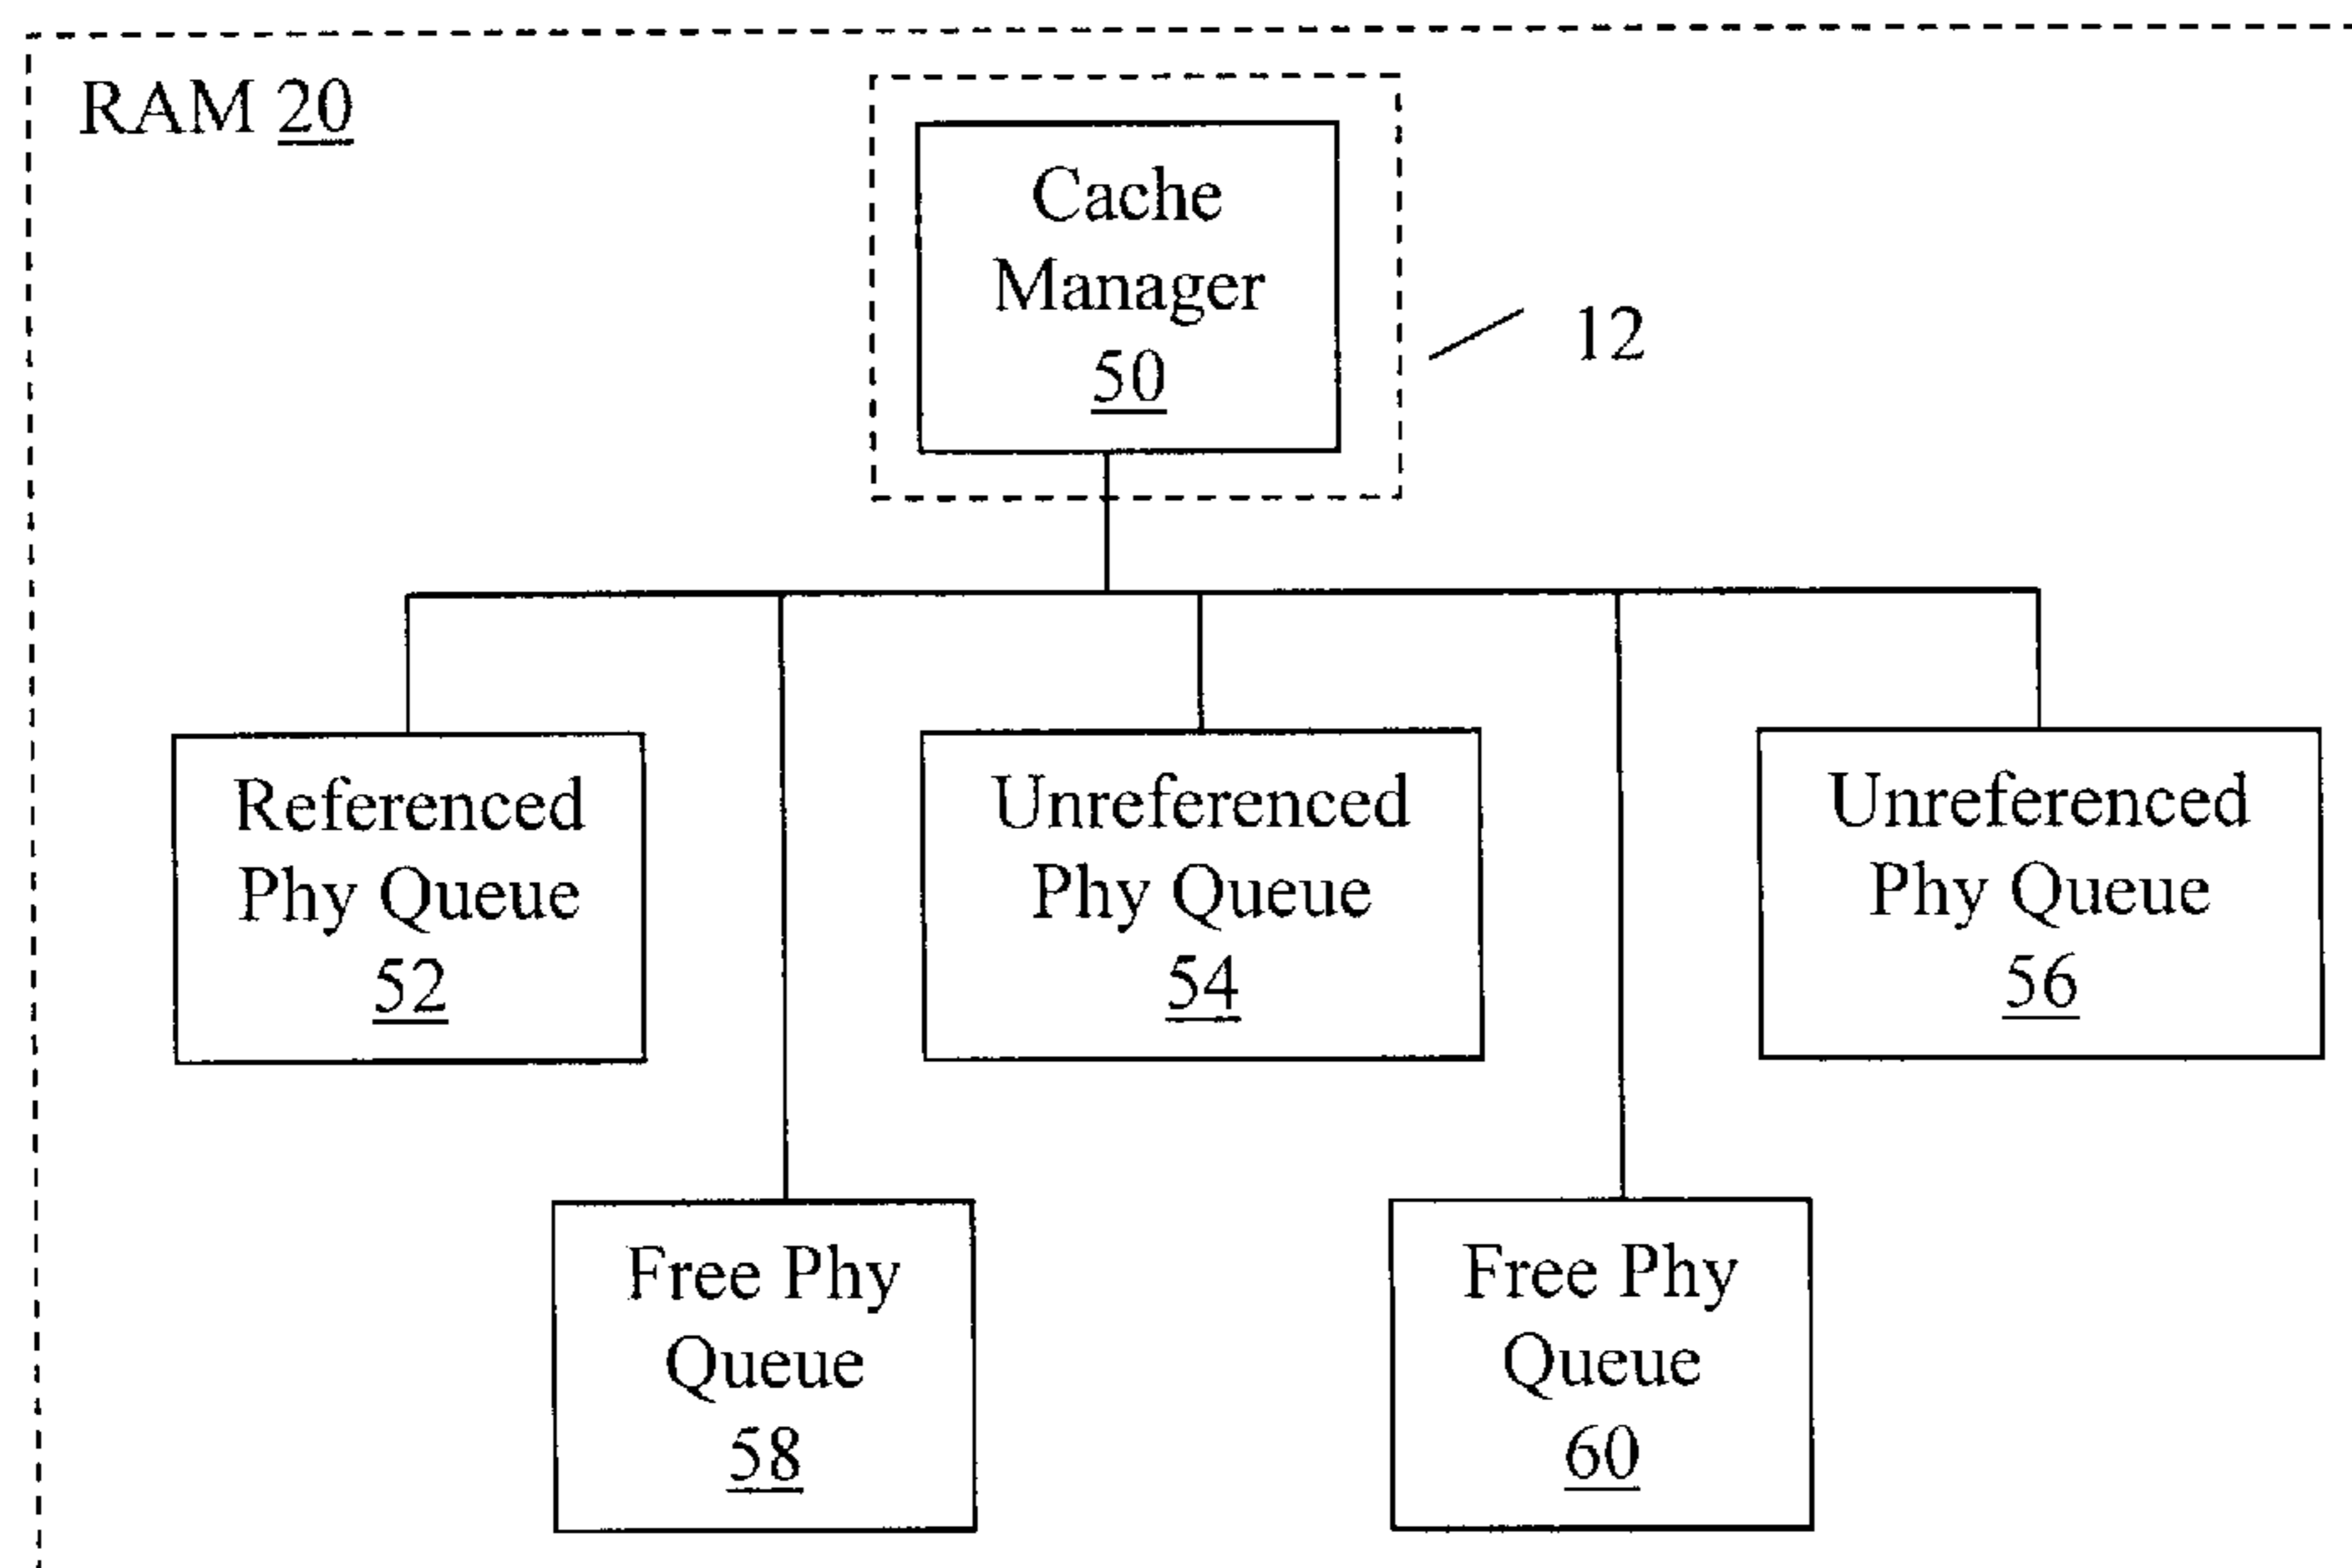 RAM 20
Cache
Manager
50
12
Referenced
Phy Queue
52
Unreferenced
Phy Queue
54
Unreferenced
Phy Queue
56
Free Phy
Queue
58
Free Phy
Queue
60